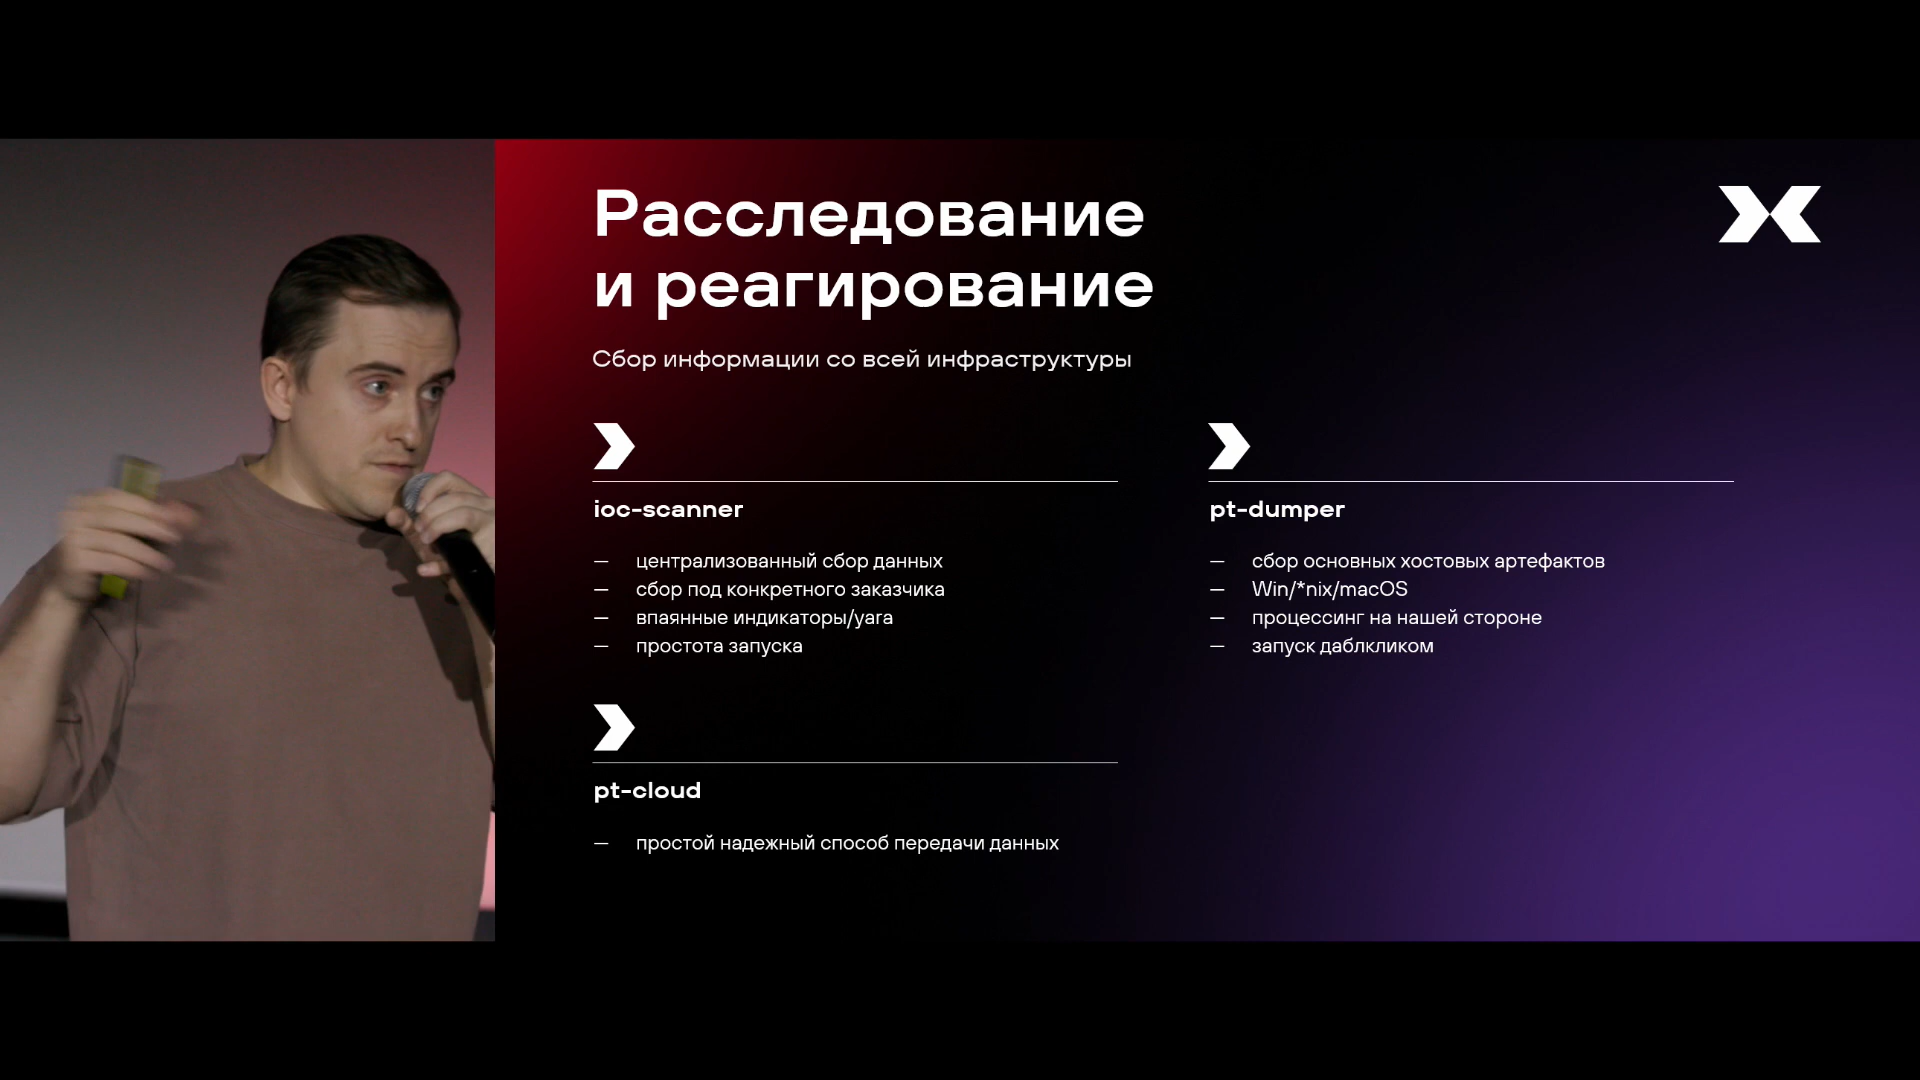 Расследование
и реагирование
Сбор информации со всей инфраструктуры
ioc-scanner
— централизованный сбор данных
— сбор под конкретного заказчика
— впаянные индикаторы/yara
— простота запуска
pt-dumper
— сбор основных хостовых артефактов
— Win/*nix/macOS
— процессинг на нашей стороне
— запуск даблкликом
pt-cloud
— простой надежный способ передачи данных